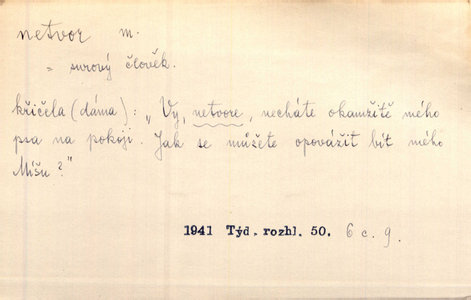 netvor m.
= surový člověk.
křičela (dáma): „Vy, netvore, necháte okamžitě mého
psa na pokoji. Jak se můžete opovážit bít mého
Míšu?"
1941 Týd. rozhl. 50. 6 c. 9.